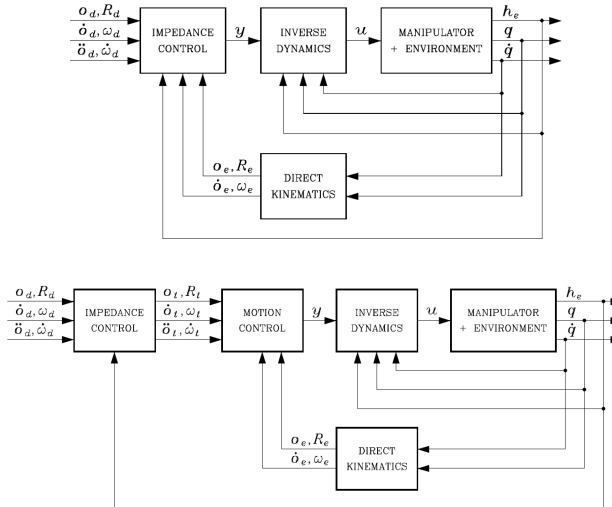 o_d, R_d
ȯ_d, ω_d
ö_d, ω̇_d
IMPEDANCE
CONTROL
y
INVERSE
DYNAMICS
u
MANIPULATOR
+ ENVIRONMENT
h_e
q
q̇
o_e, R_e
ȯ_e, ω_e
DIRECT
KINEMATICS
o_d, R_d
ȯ_d, ω_d
ö_d, ω̇_d
IMPEDANCE
CONTROL
o_t, R_t
ȯ_t, ω_t
ö_t, ω̇_t
MOTION
CONTROL
y
INVERSE
DYNAMICS
u
MANIPULATOR
+ ENVIRONMENT
h_e
q
q̇
o_e, R_e
ȯ_e, ω_e
DIRECT
KINEMATICS